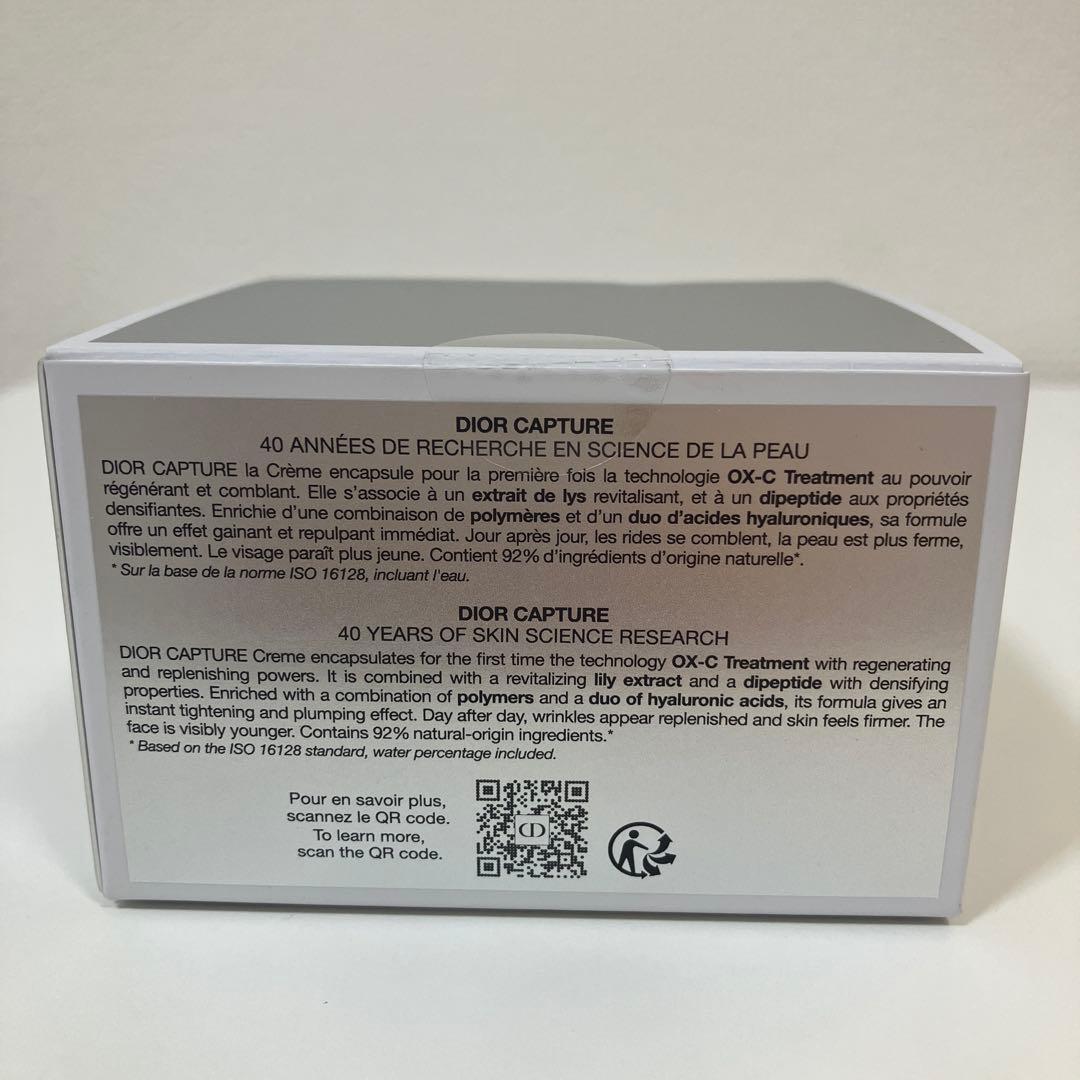 DIOR CAPTURE
40 ANNÉES DE RECHERCHE EN SCIENCE DE LA PEAU
DIOR CAPTURE la Crème encapsule pour la première fois la technologie OX-C Treatment au pouvoir
régénérant et comblant. Elle s'associe à un extrait de lys revitalisant, et à un dipeptide aux propriétés
densifiantes. Enrichie d'une combinaison de polymères et d'un duo d'acides hyaluroniques, sa formule
offre un effet gainant et repulpant immédiat. Jour après jour, les rides se comblent, la peau est plus ferme,
visiblement. Le visage paraît plus jeune. Contient 92% d'ingrédients d'origine naturelle*.
* Sur la base de la norme ISO 16128, incluant l'eau.
DIOR CAPTURE
40 YEARS OF SKIN SCIENCE RESEARCH
DIOR CAPTURE Creme encapsulates for the first time the technology OX-C Treatment with regenerating
and replenishing powers. It is combined with a revitalizing lily extract and a dipeptide with densifying
properties. Enriched with a combination of polymers and a duo of hyaluronic acids, its formula gives an
instant tightening and plumping effect. Day after day, wrinkles appear replenished and skin feels firmer. The
face is visibly younger. Contains 92% natural-origin ingredients.*
* Based on the ISO 16128 standard, water percentage included.
Pour en savoir plus,
scannez le QR code.
To learn more,
scan the QR code.
CD